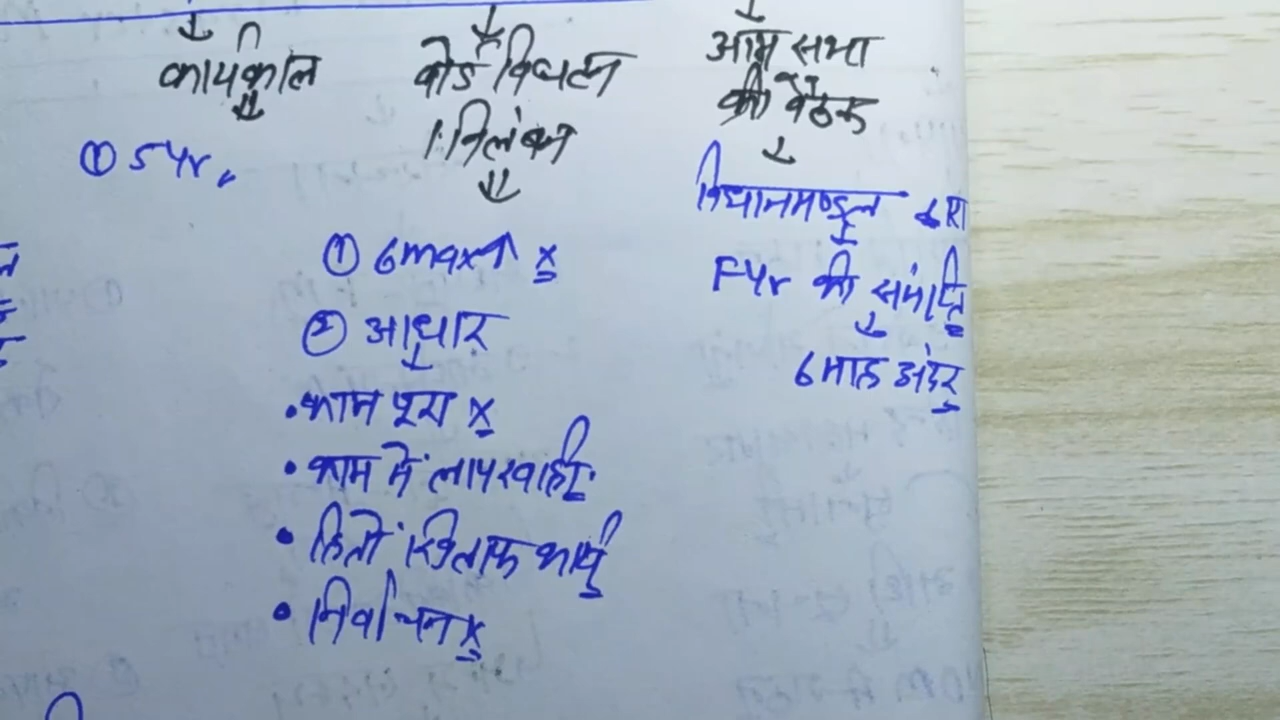 कार्यकाल
① 5 Yr.
बोर्ड विघटन
। निलंबन
① 6 max
x
② आधार
• काम पूरा x
• काम में लापरवाही
• हितों खिलाफ कार्य
• निर्वाचन x
आम सभा
की बैठक
विधानमण्डल द्वारा
F Yr की समाप्ति
6 माह अंदर